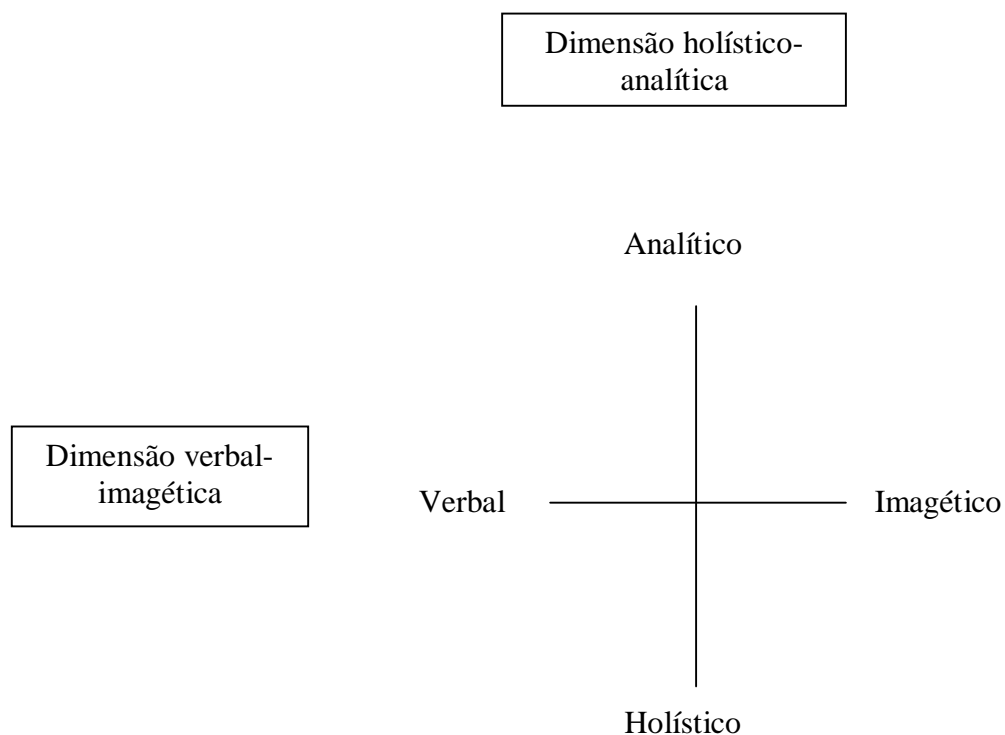 Dimensão holístico-
analítica
Analítico
Dimensão verbal-
imagética
Verbal
Imagético
Holístico